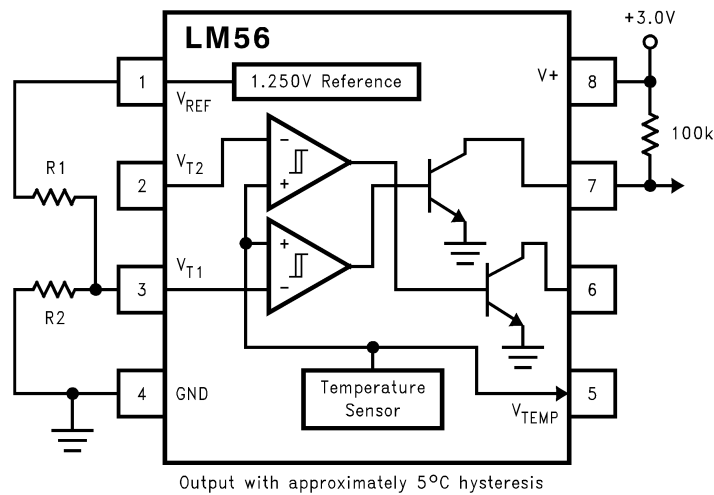 LM56
+3.0V
1
1.250V Reference
V+
8
VREF
100k
R1
VT2
−
+
2
7
VT1
+
−
3
6
R2
4
GND
Temperature
Sensor
5
VTEMP
Output with approximately 5°C hysteresis